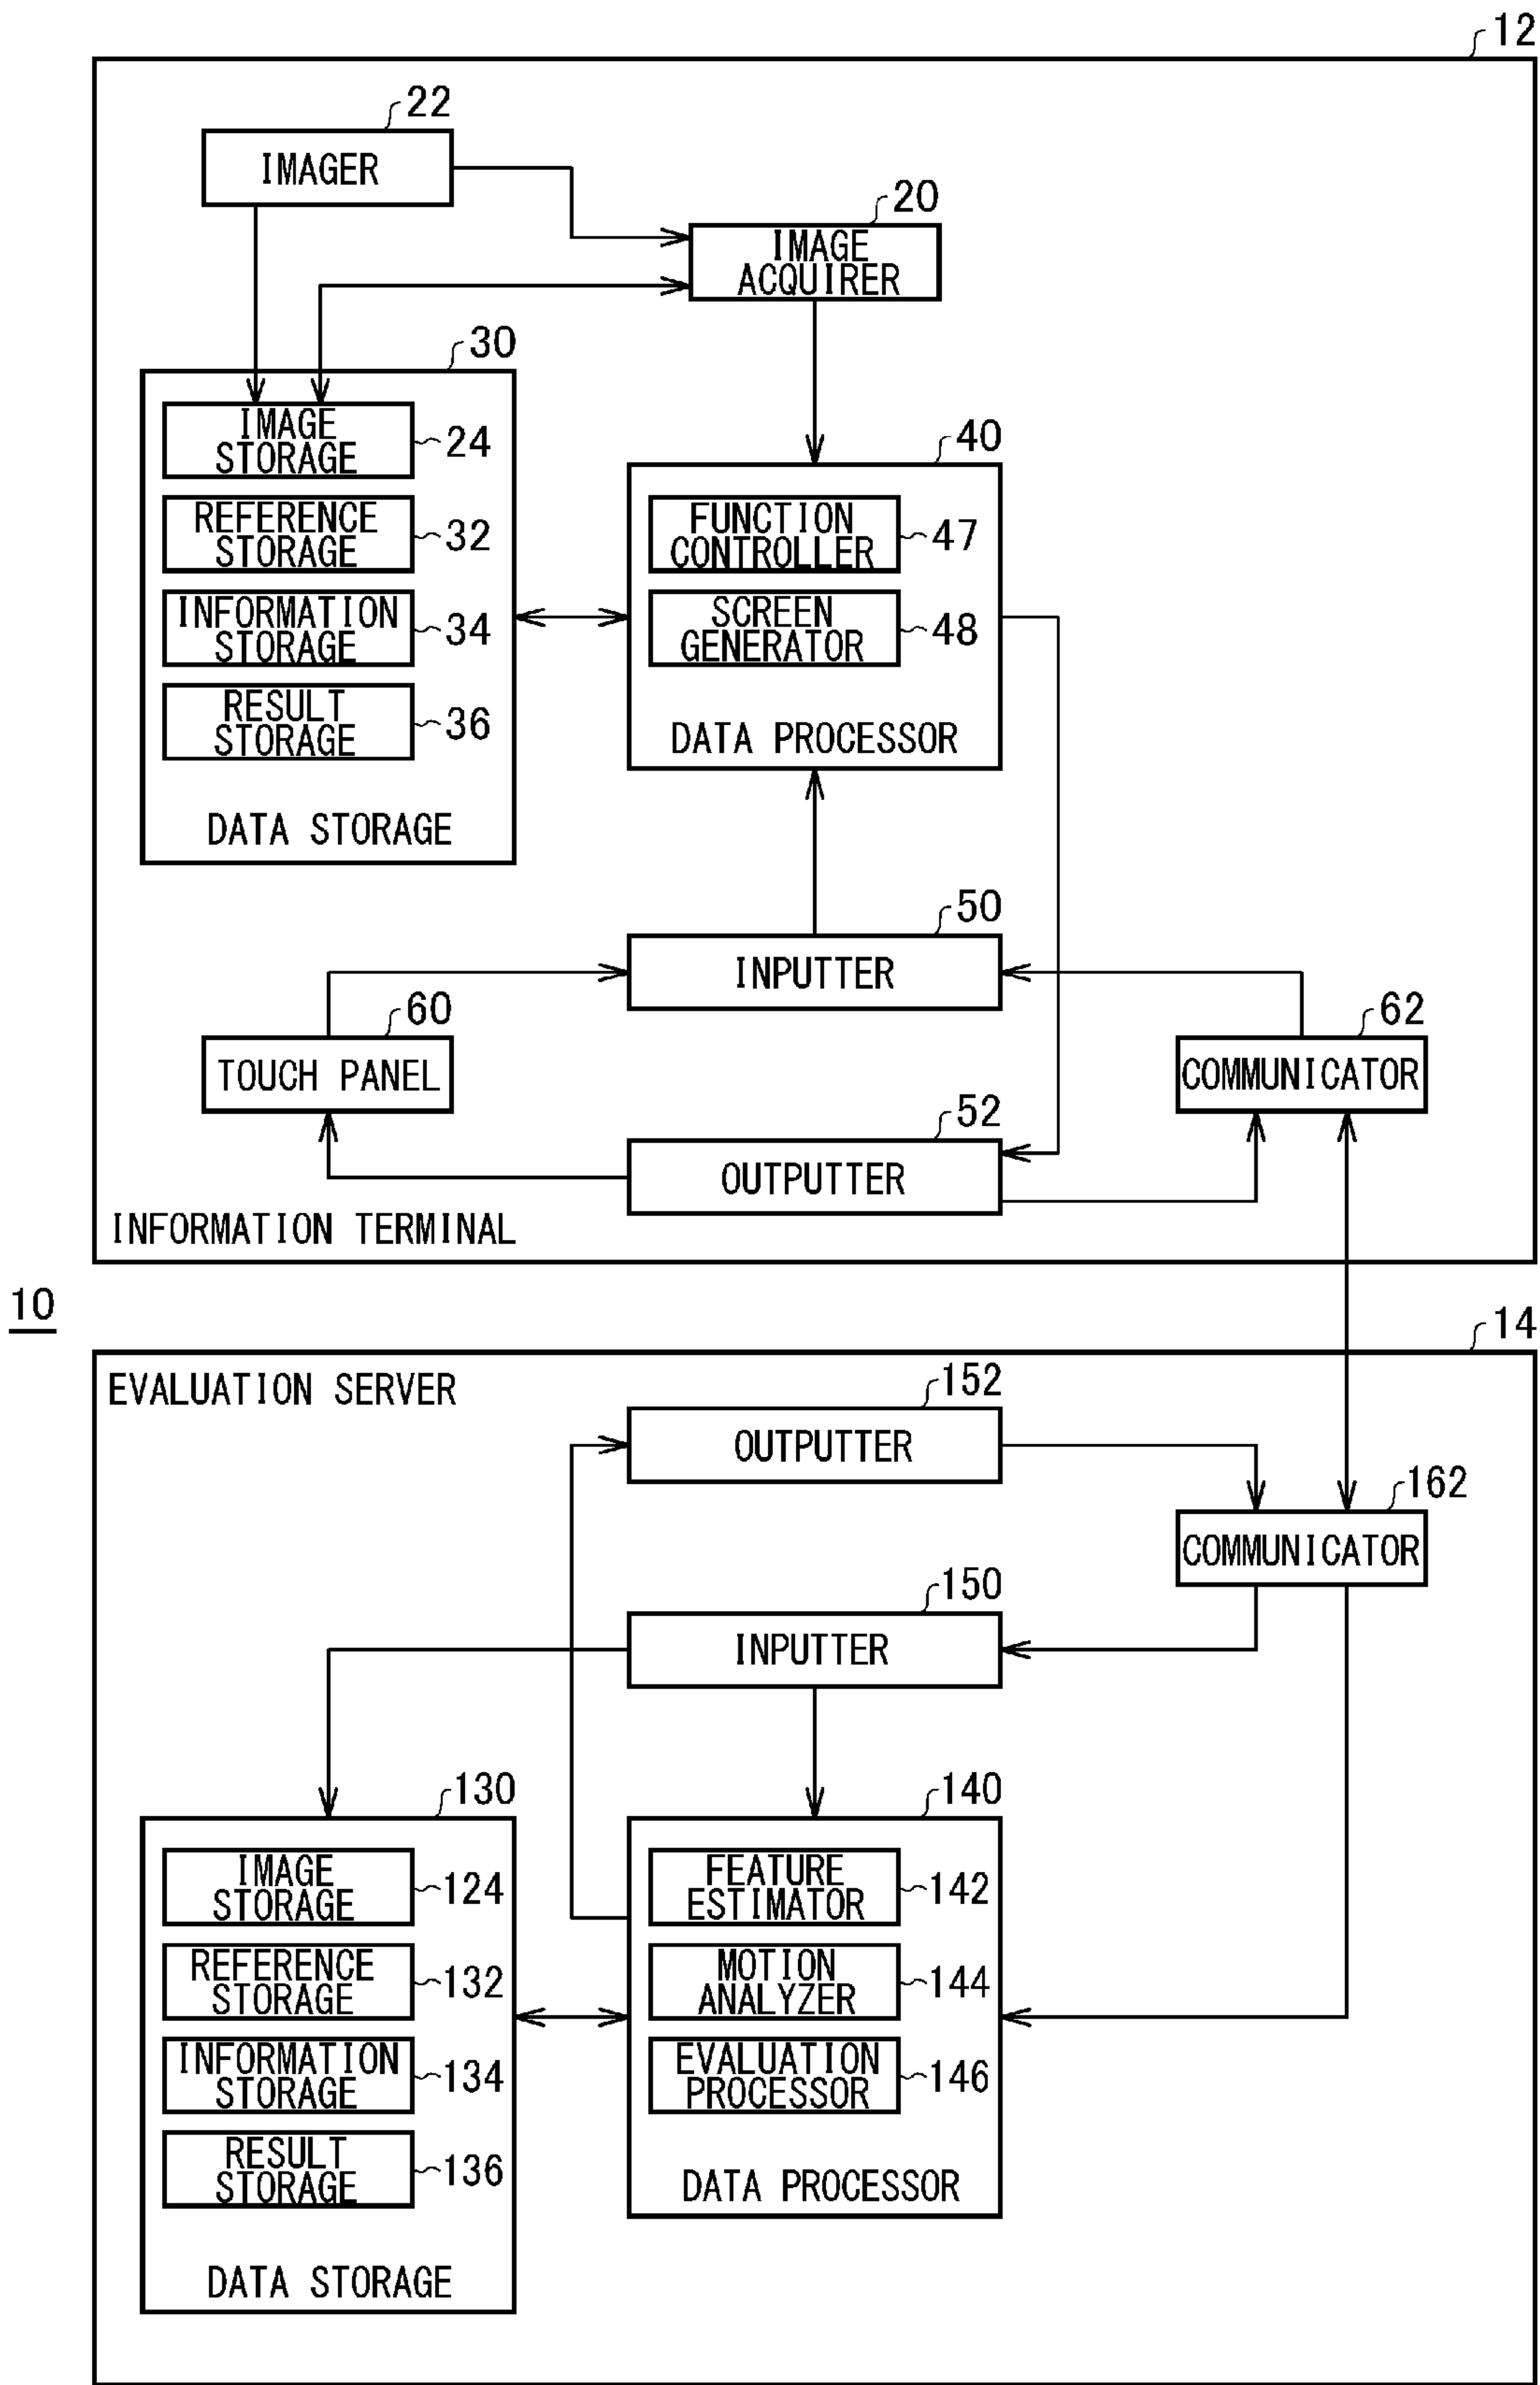 12
22
IMAGER
20
IMAGE
ACQUIRER
30
IMAGE
STORAGE
24
REFERENCE
STORAGE
32
INFORMATION
STORAGE
34
RESULT
STORAGE
36
DATA STORAGE
40
FUNCTION
CONTROLLER
47
SCREEN
GENERATOR
48
DATA PROCESSOR
50
INPUTTER
60
TOUCH PANEL
62
COMMUNICATOR
52
OUTPUTTER
INFORMATION TERMINAL
10
14
EVALUATION SERVER
152
OUTPUTTER
162
COMMUNICATOR
150
INPUTTER
130
IMAGE
STORAGE
124
REFERENCE
STORAGE
132
INFORMATION
STORAGE
134
RESULT
STORAGE
136
DATA STORAGE
140
FEATURE
ESTIMATOR
142
MOTION
ANALYZER
144
EVALUATION
PROCESSOR
146
DATA PROCESSOR